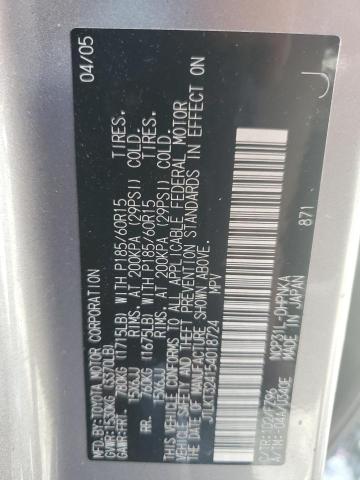 MFD.BY:TOYOTA MOTOR CORPORATION 04/05
GVWR:1530KG (3370LB)
GAWR:FRT. 780KG (1715LB) WITH P185/60R15 TIRES.
15X6JJ RIMS,AT 200KPA (29PSI) COLD.
RR. 760KG (1675LB) WITH P185/60R15 TIRES.
15X6JJ RIMS,AT 200KPA (29PSI) COLD.
THIS VEHICLE CONFORMS TO ALL APPLICABLE FEDERAL MOTOR
VEHICLE SAFETY AND THEFT PREVENTION STANDARDS IN EFFECT ON
THE DATE OF MANUFACTURE SHOWN ABOVE.
JTLKT324154018724 MPV
871 J
C/TR: NCP31L-DHPNKA
MADE IN JAPAN